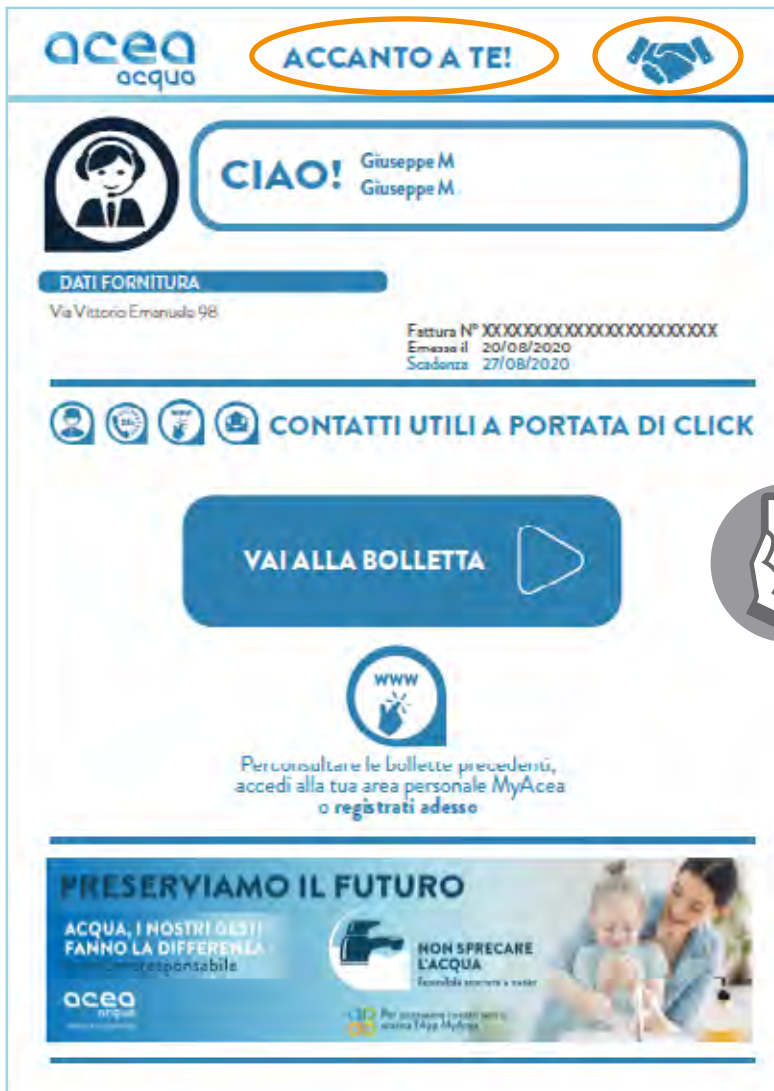 acea
acqua
ACCANTO A TE!
CIAO!
Giuseppe M
Giuseppe M
DATI FORNITURA
Via Vittorio Emanuele 98
Fattura N° XXXXXXXXXXXXXXXXXXXXXXX
Emessa il 20/08/2020
Scadenza 27/08/2020
www
CONTATTI UTILI A PORTATA DI CLICK
VAI ALLA BOLLETTA
www
Per consultare le bollette precedenti,
accedi alla tua area personale MyAcea
o registrati adesso
PRESERVIAMO IL FUTURO
ACQUA, I NOSTRI GESTI
FANNO LA DIFFERENZA
responsabile
NON SPRECARE
L'ACQUA
acea
acqua